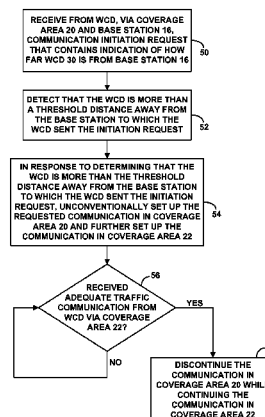 RECEIVE FROM WCD, VIA COVERAGE
AREA 20 AND BASE STATION 16,
COMMUNICATION INITIATION REQUEST
THAT CONTAINS INDICATION OF HOW
FAR WCD 30 IS FROM BASE STATION 16
50
DETECT THAT THE WCD IS MORE THAN
A THRESHOLD DISTANCE AWAY FROM
THE BASE STATION TO WHICH THE
WCD SENT THE INITIATION REQUEST
52
IN RESPONSE TO DETERMINING THAT THE
WCD IS MORE THAN THE THRESHOLD
DISTANCE AWAY FROM THE BASE STATION
TO WHICH THE WCD SENT THE INITIATION
REQUEST, UNCONVENTIONALLY SET UP THE
REQUESTED COMMUNICATION IN COVERAGE
AREA 20 AND FURTHER SET UP THE
COMMUNICATION IN COVERAGE AREA 22
54
56
RECEIVED
ADEQUATE TRAFFIC
COMMUNICATION FROM
WCD VIA COVERAGE
AREA 22?
YES
NO
DISCONTINUE THE
COMMUNICATION IN
COVERAGE AREA 20 WHIL
CONTINUING THE
COMMUNICATION IN
COVERAGE AREA 22